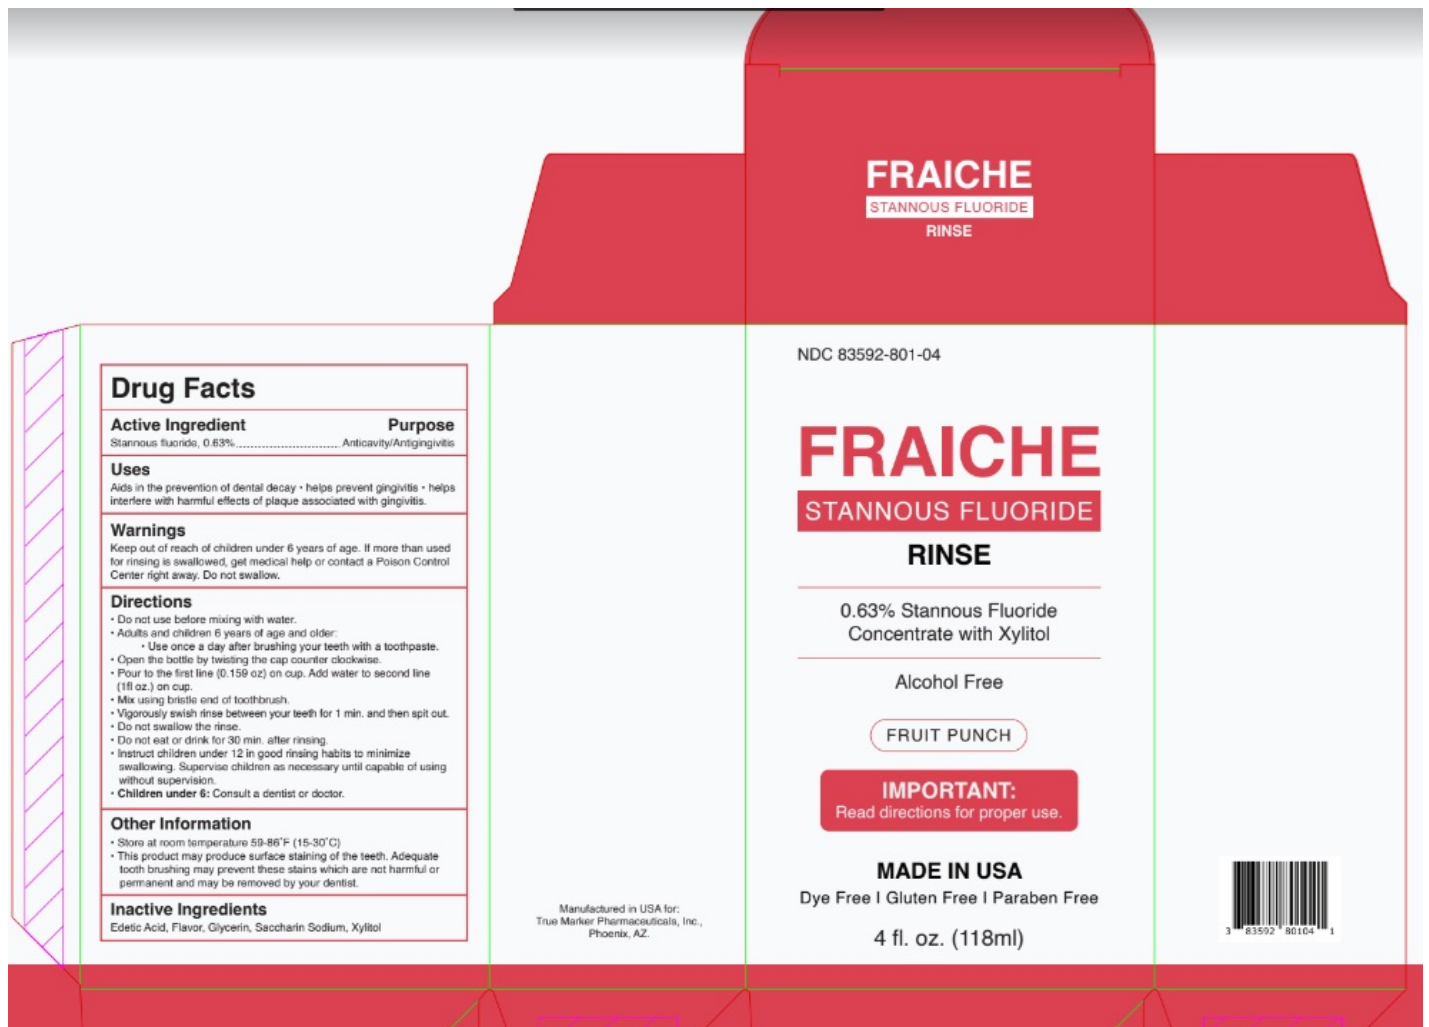 FRAICHE
STANNOUS FLUORIDE
RINSE
Drug Facts
Active Ingredient Purpose
Stannous fluoride, 0.63%..............................Anticavity/Antigingivitis
Uses
Aids in the prevention of dental decay • helps prevent gingivitis • helps
interfere with harmful effects of plaque associated with gingivitis.
Warnings
Keep out of reach of children under 6 years of age. If more than used
for rinsing is swallowed, get medical help or contact a Poison Control
Center right away. Do not swallow.
Directions
• Do not use before mixing with water.
• Adults and children 6 years of age and older:
• Use once a day after brushing your teeth with a toothpaste.
• Open the bottle by twisting the cap counter clockwise.
• Pour to the first line (0.159 oz) on cup. Add water to second line
(1fl oz.) on cup.
• Mix using bristle end of toothbrush.
• Vigorously swish rinse between your teeth for 1 min. and then spit out.
• Do not swallow the rinse.
• Do not eat or drink for 30 min. after rinsing.
• Instruct children under 12 in good rinsing habits to minimize
swallowing. Supervise children as necessary until capable of using
without supervision.
• Children under 6: Consult a dentist or doctor.
Other Information
• Store at room temperature 59-86˚F (15-30˚C)
• This product may produce surface staining of the teeth. Adequate
tooth brushing may prevent these stains which are not harmful or
permanent and may be removed by your dentist.
Inactive Ingredients
Edetic Acid, Flavor, Glycerin, Saccharin Sodium, Xylitol
Manufactured in USA for:
True Marker Pharmaceuticals, Inc.,
Phoenix, AZ.
NDC 83592-801-04
FRAICHE
STANNOUS FLUORIDE
RINSE
0.63% Stannous Fluoride
Concentrate with Xylitol
Alcohol Free
FRUIT PUNCH
IMPORTANT:
Read directions for proper use.
MADE IN USA
Dye Free I Gluten Free I Paraben Free
4 fl. oz. (118ml)
3 83592 80104 1